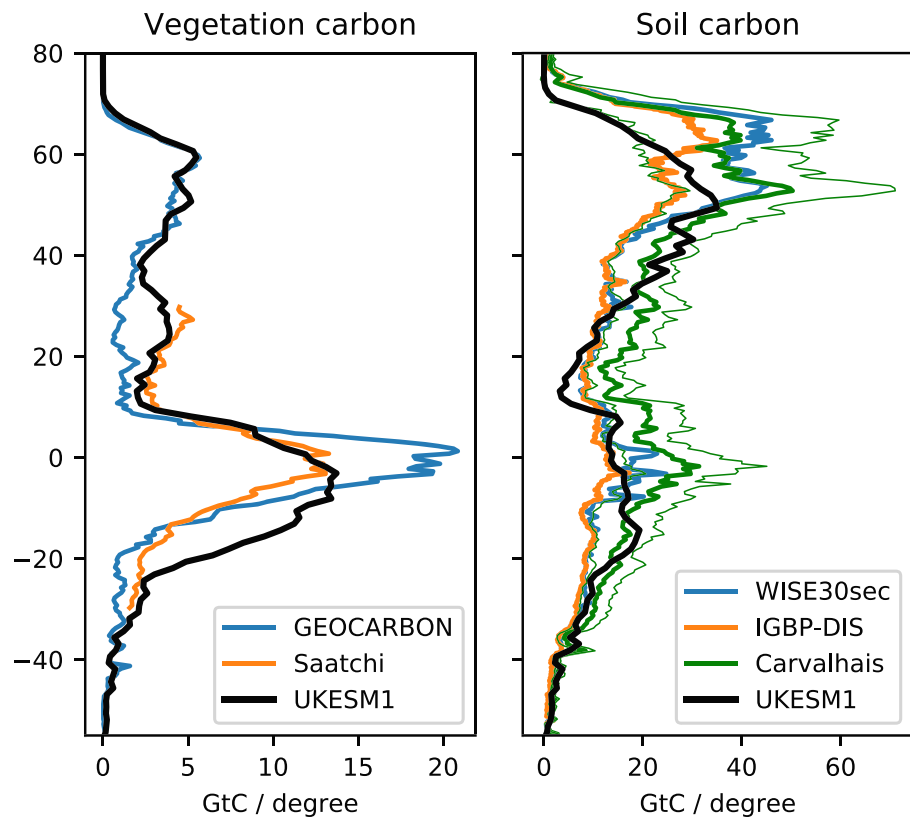 Vegetation carbon
Soil carbon
80
60
40
20
0
−20
−40
GEOCARBON
Saatchi
UKESM1
WISE30sec
IGBP-DIS
Carvalhais
UKESM1
0 5 10 15 20
0 20 40 60
GtC / degree
GtC / degree